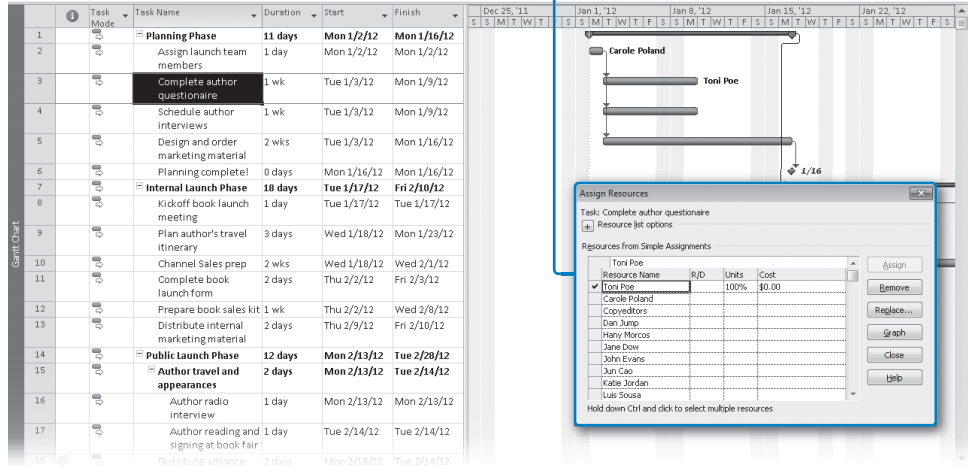 Task Mode Task Name Duration Start Finish
Dec 25, '11 Jan 1, '12 Jan 8, '12 Jan 15, '12 Jan 22, '12
S S M T W T F S S M T W T F S S M T W T F S S M T W T F S S M T W T F S
1 Planning Phase 11 days Mon 1/2/12 Mon 1/16/12
2 Assign launch team members 1 day Mon 1/2/12 Mon 1/2/12
Carole Poland
3 Complete author questionaire 1 wk Tue 1/3/12 Mon 1/9/12
Toni Poe
4 Schedule author interviews 1 wk Tue 1/3/12 Mon 1/9/12
5 Design and order marketing material 2 wks Tue 1/3/12 Mon 1/16/12
6 Planning complete! 0 days Mon 1/16/12 Mon 1/16/12
1/16
7 Internal Launch Phase 18 days Tue 1/17/12 Fri 2/10/12
8 Kickoff book launch meeting 1 day Tue 1/17/12 Tue 1/17/12
9 Plan author's travel itinerary 3 days Wed 1/18/12 Mon 1/23/12
10 Channel Sales prep 2 wks Wed 1/18/12 Wed 2/1/12
11 Complete book launch form 2 days Thu 2/2/12 Fri 2/3/12
12 Prepare book sales kit 1 wk Thu 2/2/12 Wed 2/8/12
13 Distribute internal marketing material 2 days Thu 2/9/12 Fri 2/10/12
14 Public Launch Phase 12 days Mon 2/13/12 Tue 2/28/12
15 Author travel and appearances 2 days Mon 2/13/12 Tue 2/14/12
16 Author radio interview 1 day Mon 2/13/12 Mon 2/13/12
17 Author reading and signing at book fair 1 day Tue 2/14/12 Tue 2/14/12
18 Distribute advance 2 days Mon 2/13/12 Tue 2/14/12
Gantt Chart
Assign Resources
Task: Complete author questionaire
+ Resource list options
Resources from Simple Assignments
Toni Poe
Resource Name R/D Units Cost
Toni Poe 100% $0.00
Carole Poland
Copyeditors
Dan Jump
Hany Morcos
Jane Dow
John Evans
Jun Cao
Katie Jordan
Luis Sousa
Assign
Remove
Replace...
Graph
Close
Help
Hold down Ctrl and click to select multiple resources